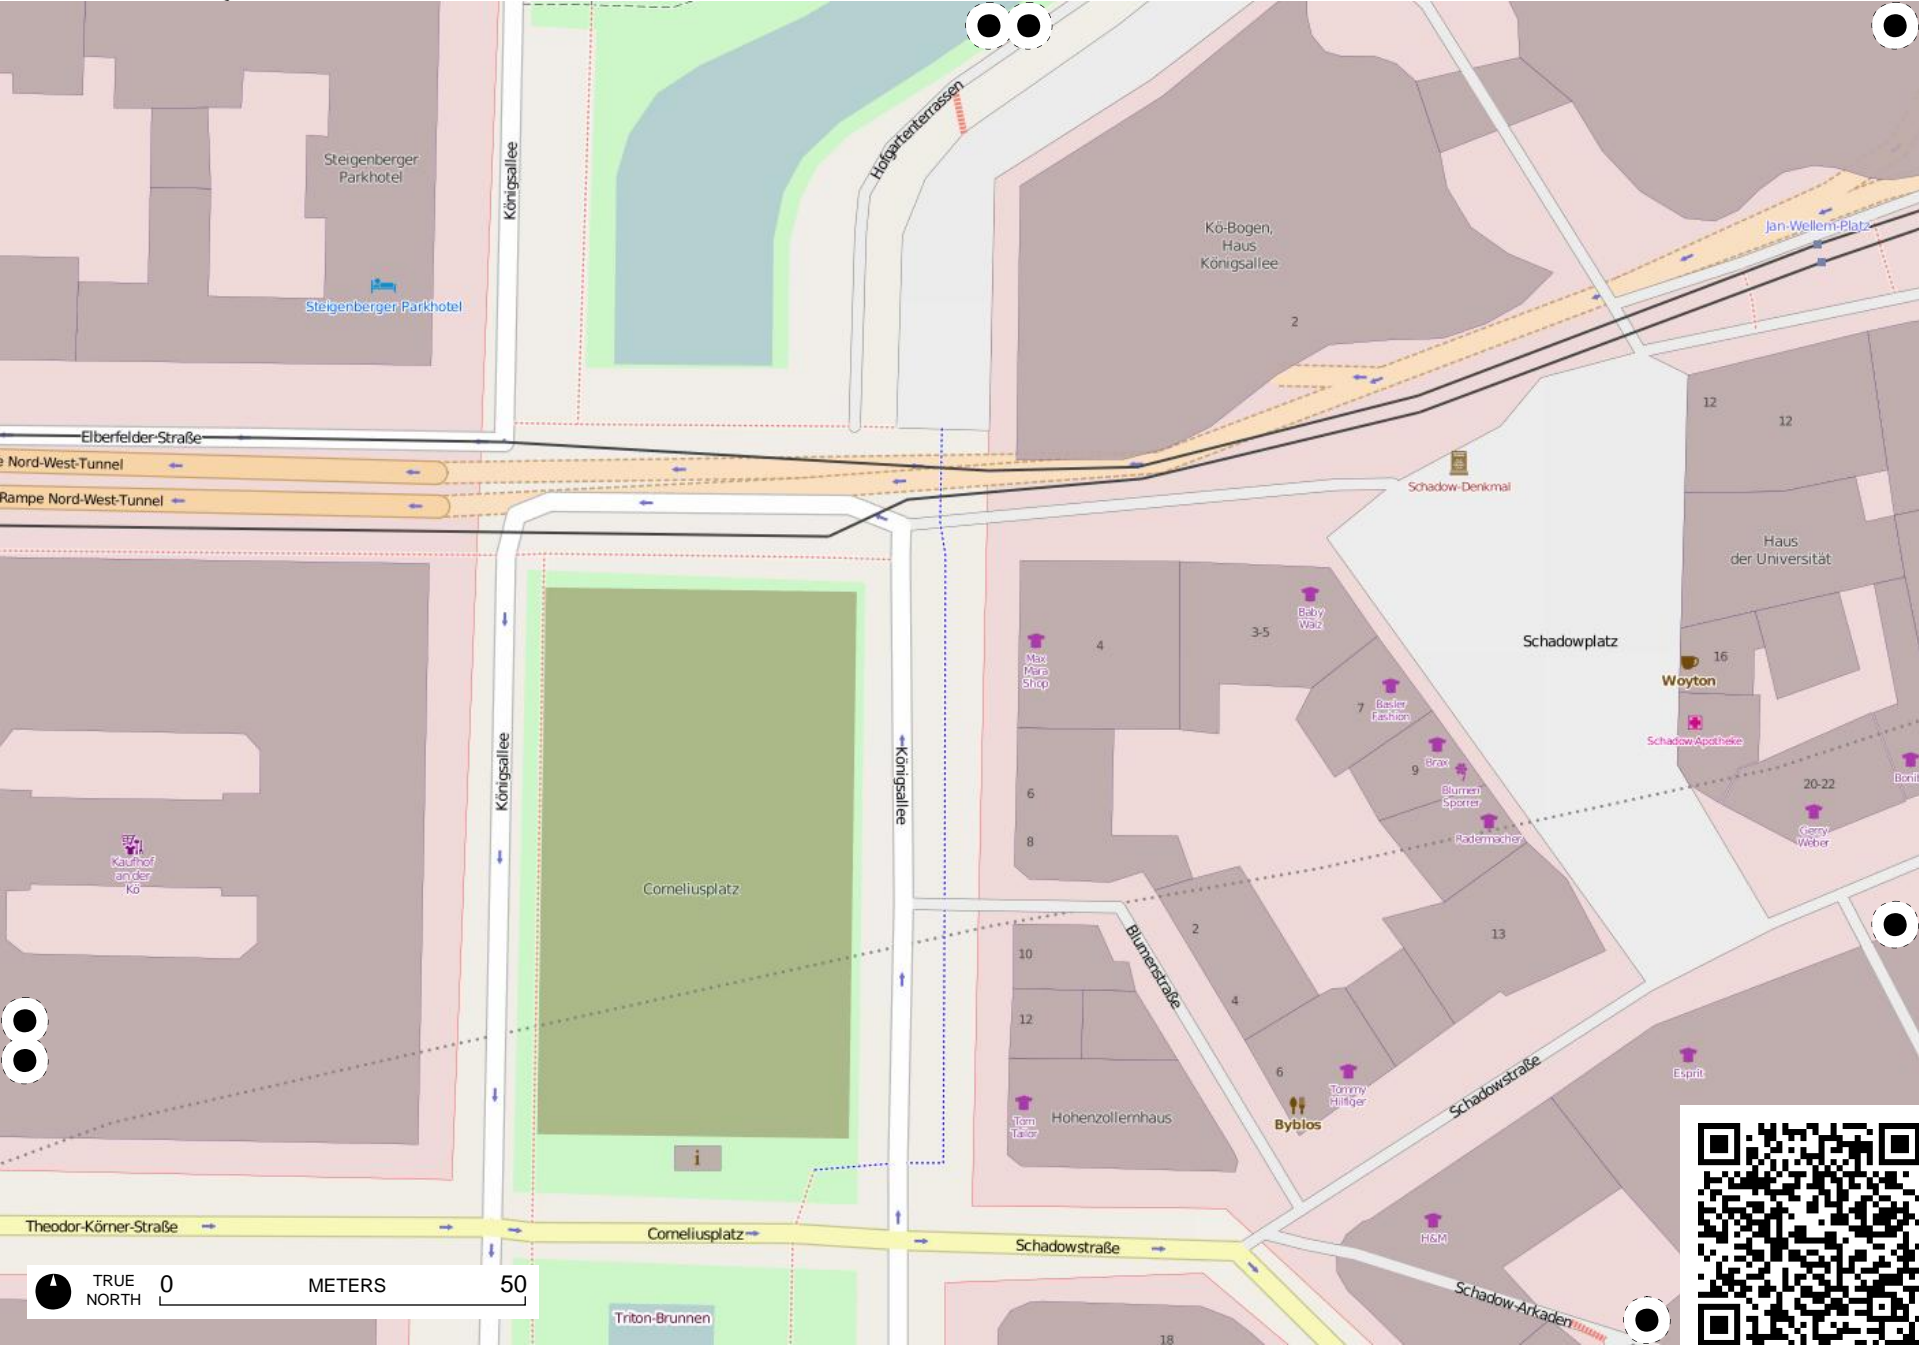 Steigenberger
Parkhotel
Steigenberger Parkhotel
Königsallee
Hofgartenterrassen
Kö-Bogen,
Haus
Königsallee
2
Jan-Wellem-Platz
Elberfelder Straße
e Nord-West-Tunnel
Rampe Nord-West-Tunnel
Schadow-Denkmal
12
12
Haus
der Universität
Schadowplatz
16
Woyton
Schadow Apotheke
20-22
Gerry
Weber
Bonit
4
3-5
Baby
Walz
Max
Mara
Shop
7
Basler
Fashion
9
Brax
Blumen
Sporrer
Radermacher
6
8
Königsallee
Königsallee
Kaufhof
an der
Kö
Corneliusplatz
10
12
Blumenstraße
2
4
6
13
Tommy
Hilfiger
Byblos
Tom
Tailor
Hohenzollernhaus
Schadowstraße
Esprit
H&M
Schadow-Arkaden
i
Theodor-Körner-Straße
Corneliusplatz
Schadowstraße
Triton-Brunnen
18
TRUE
NORTH
0 METERS 50